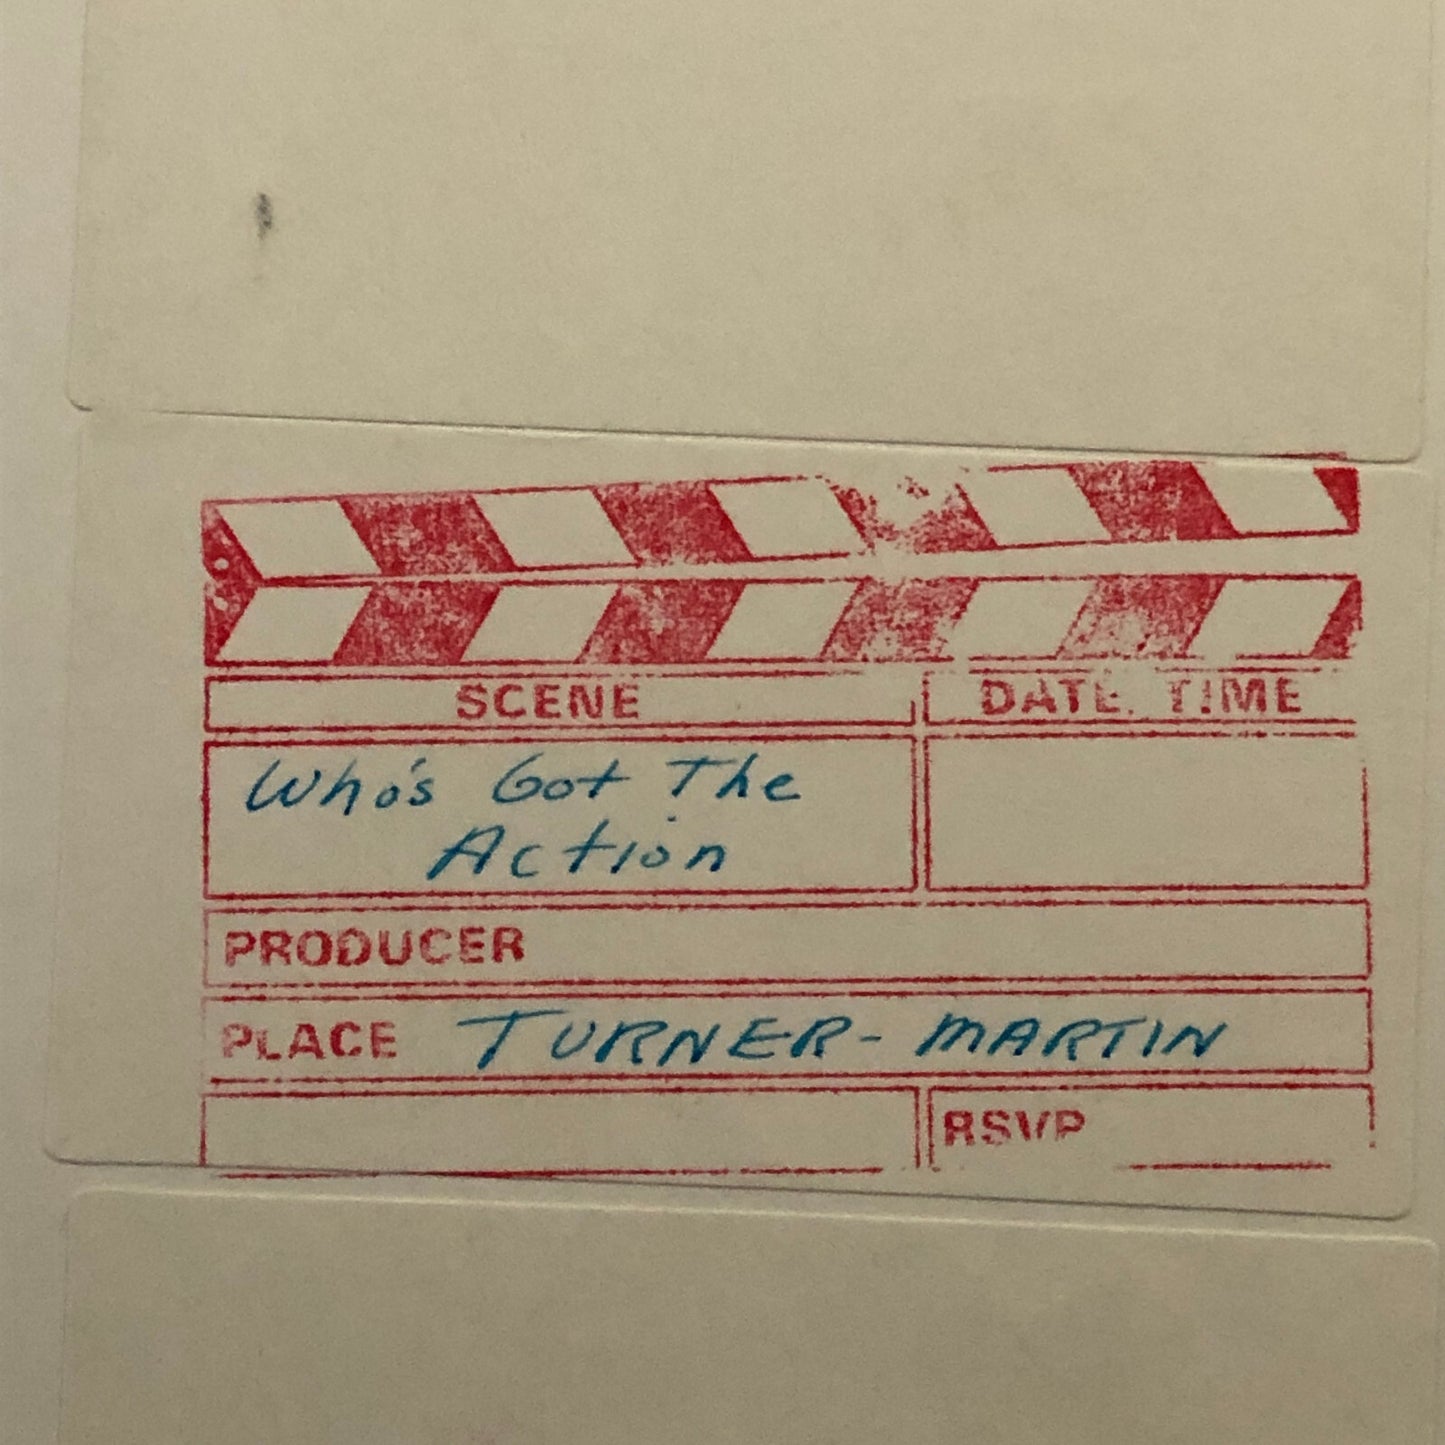 SCENE DATE, TIME
Who's Got The
Action
PRODUCER
PLACE TURNER-MARTIN
RSVP